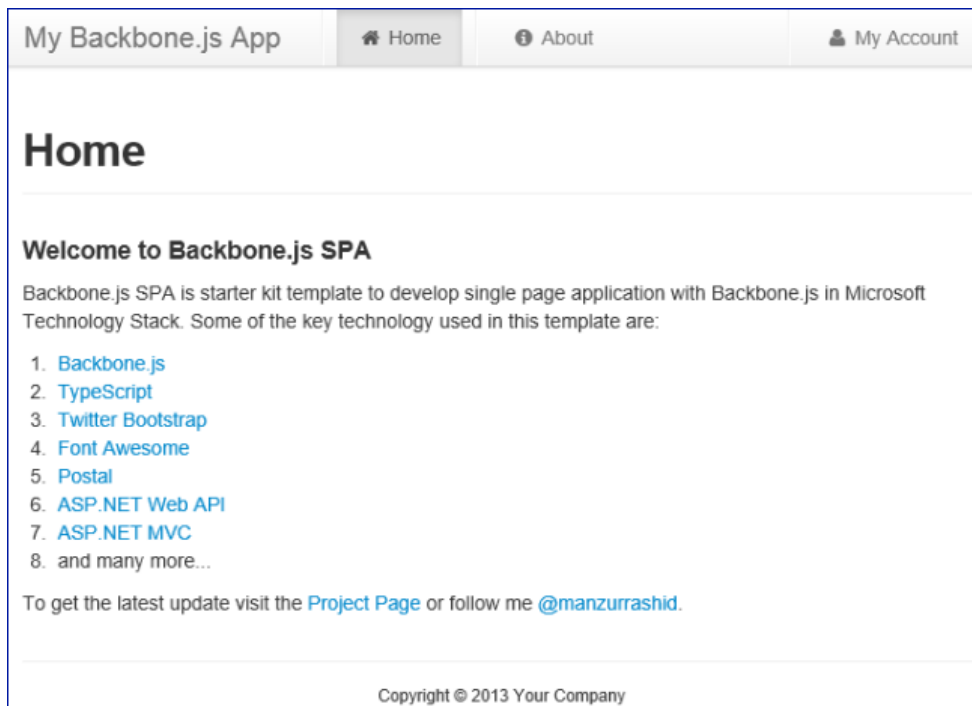 My Backbone.js App Home About My Account
Home
Welcome to Backbone.js SPA
Backbone.js SPA is starter kit template to develop single page application with Backbone.js in Microsoft
Technology Stack. Some of the key technology used in this template are:
1. Backbone.js
2. TypeScript
3. Twitter Bootstrap
4. Font Awesome
5. Postal
6. ASP.NET Web API
7. ASP.NET MVC
8. and many more...
To get the latest update visit the Project Page or follow me @manzurrashid.
Copyright © 2013 Your Company